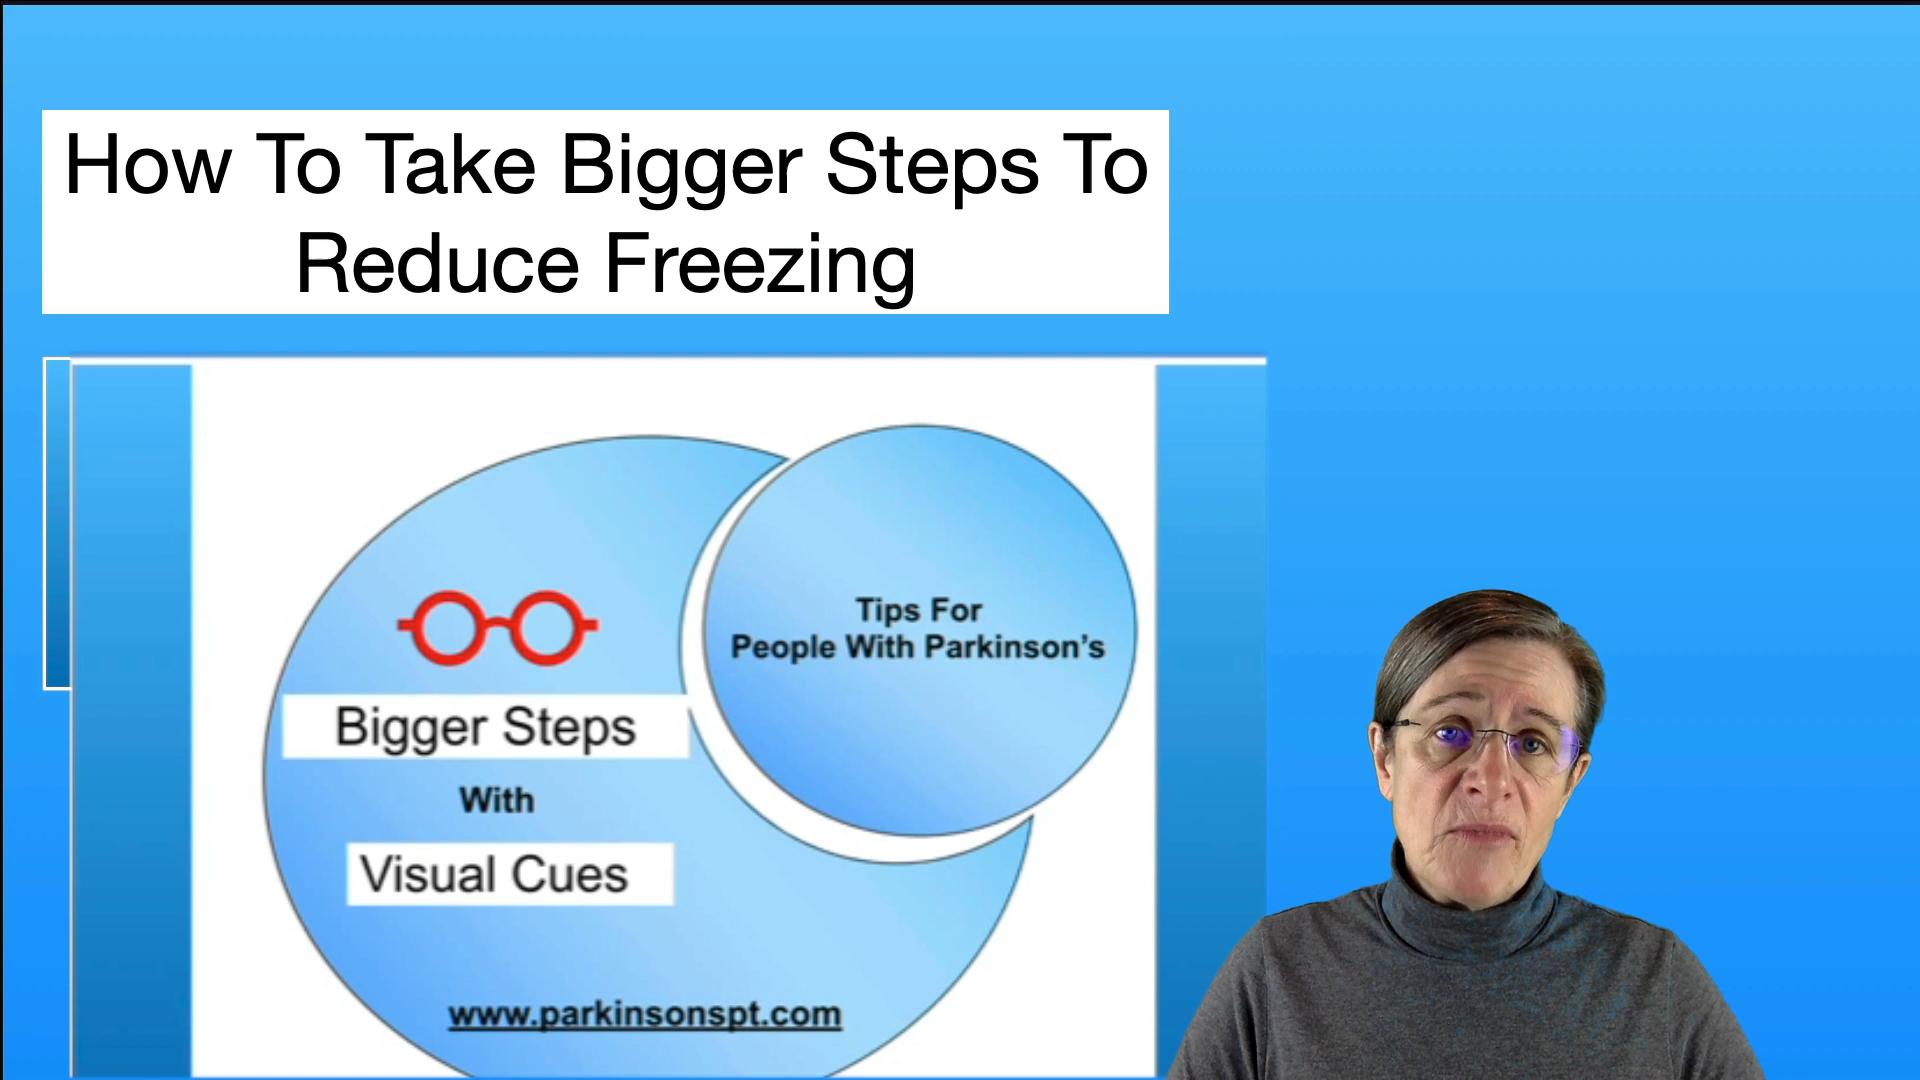 How To Take Bigger Steps To
Reduce Freezing
Tips For
People With Parkinson's
Bigger Steps
With
Visual Cues
www.parkinsonspt.com